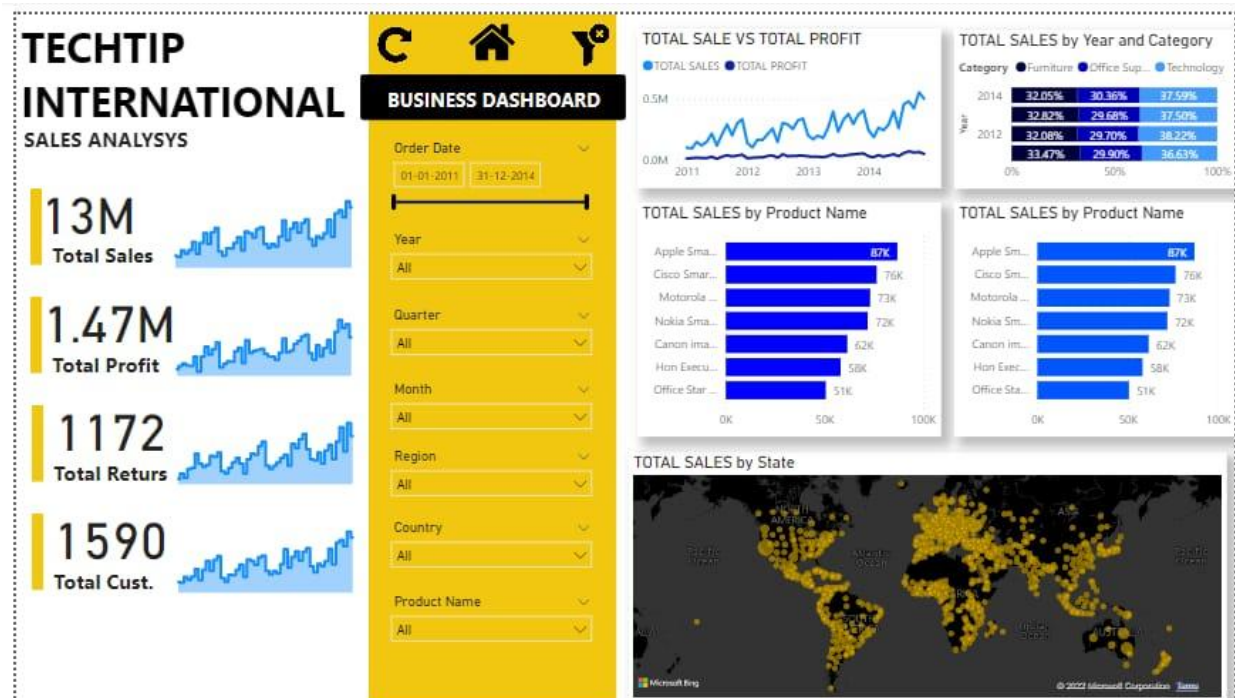 TECHTIP
INTERNATIONAL
SALES ANALYSYS
13M
Total Sales
1.47M
Total Profit
1172
Total Returs
1590
Total Cust.
BUSINESS DASHBOARD
Order Date
01-01-2011 31-12-2014
Year
All
Quarter
All
Month
All
Region
All
Country
All
Product Name
All
TOTAL SALE VS TOTAL PROFIT
TOTAL SALES TOTAL PROFIT
0.5M
0.0M
2011 2012 2013 2014
TOTAL SALES by Year and Category
Category Furniture Office Sup... Technology
Year
2014 32.05% 30.36% 37.59%
32.82% 29.68% 37.50%
2012 32.08% 29.70% 38.22%
33.47% 29.90% 36.63%
0% 50% 100%
TOTAL SALES by Product Name
Apple Sma... 87K
Cisco Smar... 76K
Motorola ... 73K
Nokia Sma... 72K
Canon ima... 62K
Hon Execu... 58K
Office Star ... 51K
0K 50K 100K
TOTAL SALES by Product Name
Apple Sm... 87K
Cisco Sm... 76K
Motorola ... 73K
Nokia Sm... 72K
Canon im... 62K
Hon Exec... 58K
Office Sta... 51K
0K 50K 100K
TOTAL SALES by State
AMERICA
Pacific
Ocean
Atlantic
Ocean
Pacific
Ocean
Microsoft Bing
© 2022 Microsoft Corporation Terms